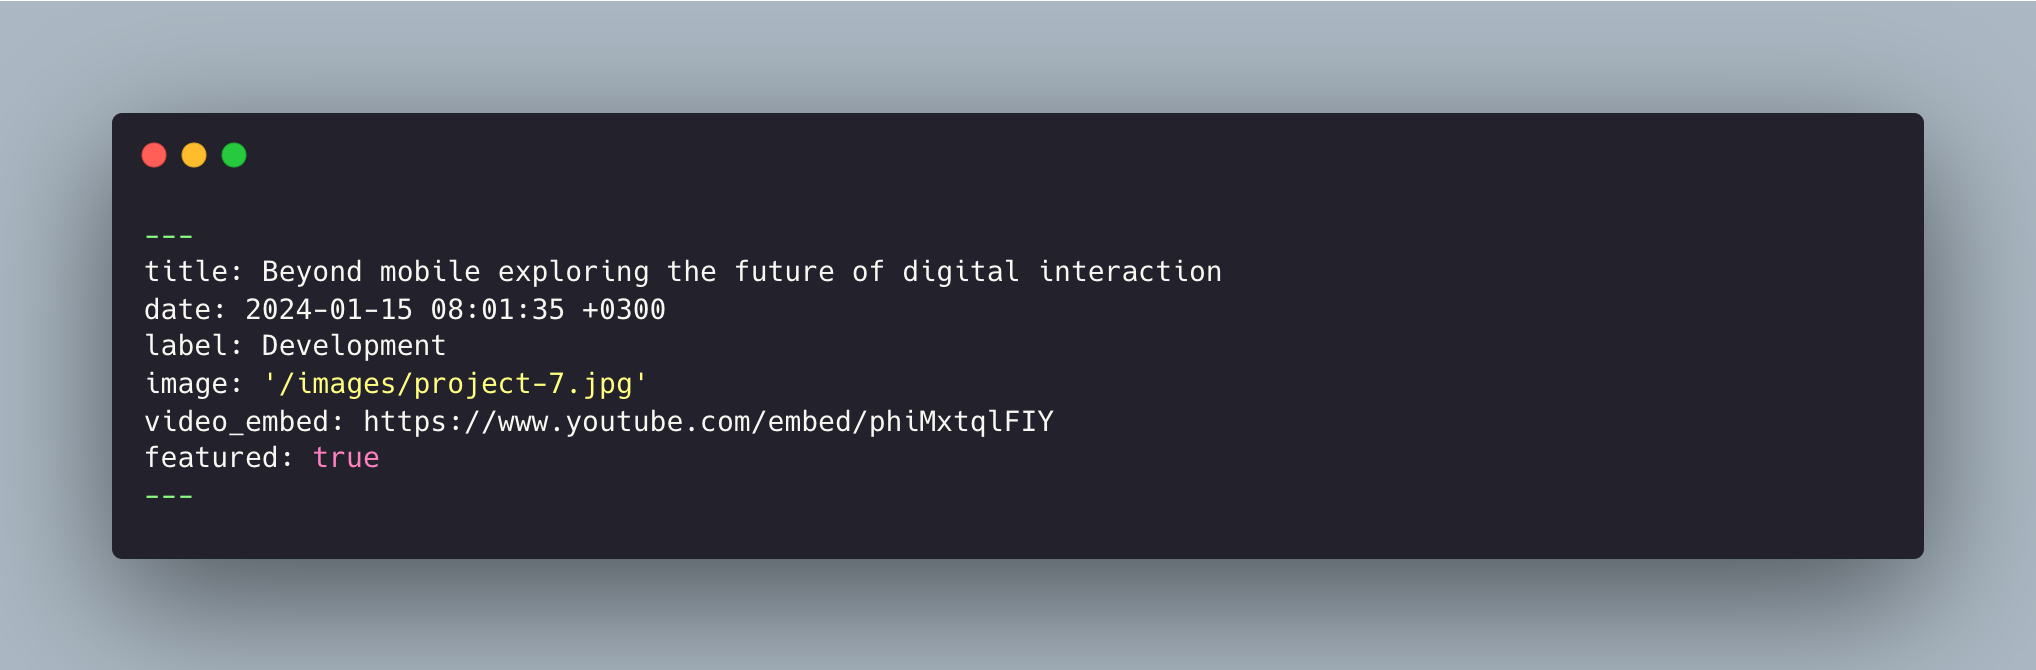 ---
title: Beyond mobile exploring the future of digital interaction
date: 2024-01-15 08:01:35 +0300
label: Development
image: '/images/project-7.jpg'
video_embed: https://www.youtube.com/embed/phiMxtqlFIY
featured: true
---